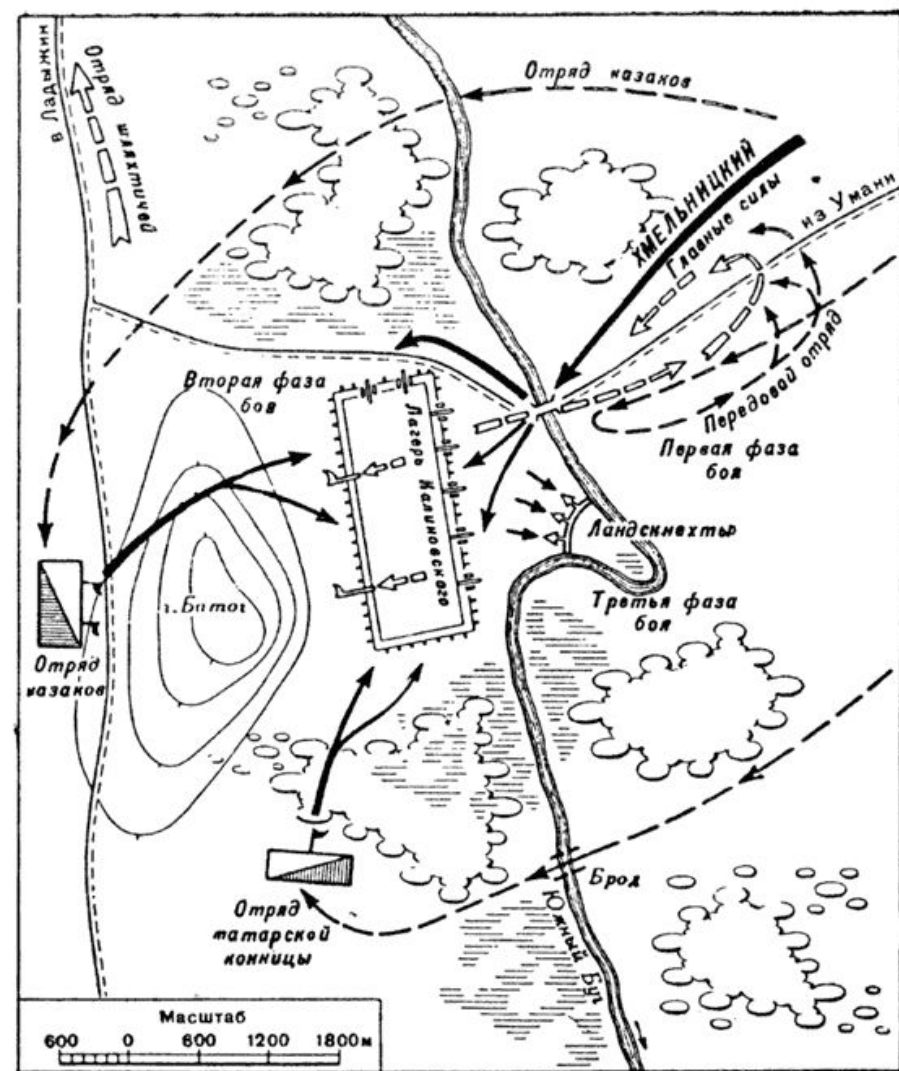 в Ладыжин
Отряд
шляхтичей
Отряд казаков
ХМЕЛЬНИЦКИЙ
Главные силы
из Умани
Передовой отряд
Первая фаза
боя
Вторая фаза
боя
Лагерь
Калиновского
Ландскнехты
Третья фаза
боя
г. Батог
Отряд
казаков
Отряд
татарской
конницы
Брод
Южный Буг
Масштаб
600 0 600 1200 1800 м